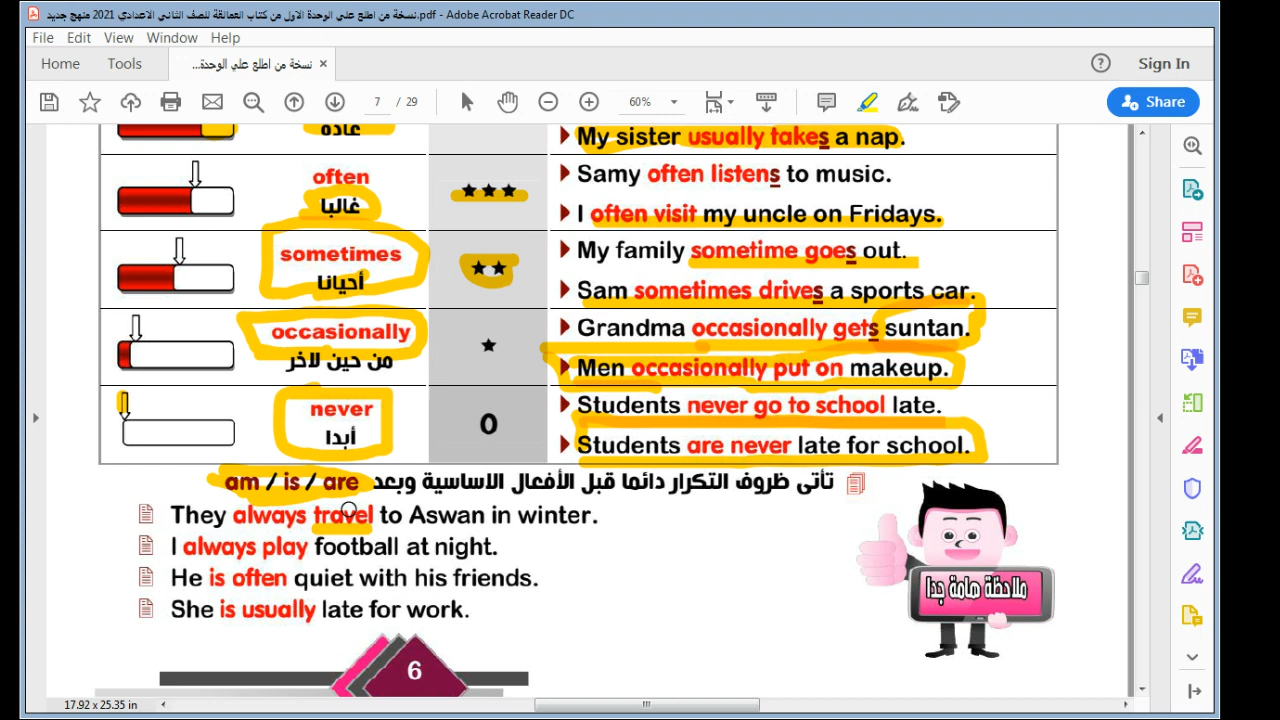 نسخة من اطلع علي الوحدة الاول من كتاب العمالقة للصف الثاني الاعدادي 2021 منهج جديد.pdf - Adobe Acrobat Reader DC
File Edit View Window Help
Home Tools نسخة من اطلع علي الوحدة... ×
? Sign In
7 / 29
60%
Share
عادة
My sister usually takes a nap.
often
غالبا
Samy often listens to music.
I often visit my uncle on Fridays.
sometimes
أحيانا
My family sometime goes out.
Sam sometimes drives a sports car.
occasionally
من حين لآخر
Grandma occasionally gets suntan.
Men occasionally put on makeup.
never
أبدا
0
Students never go to school late.
Students are never late for school.
تأتى ظروف التكرار دائما قبل الأفعال الاساسية وبعد am / is / are
They always travel to Aswan in winter.
I always play football at night.
He is often quiet with his friends.
She is usually late for work.
ملاحظة هامة جدا
6
17.92 x 25.35 in